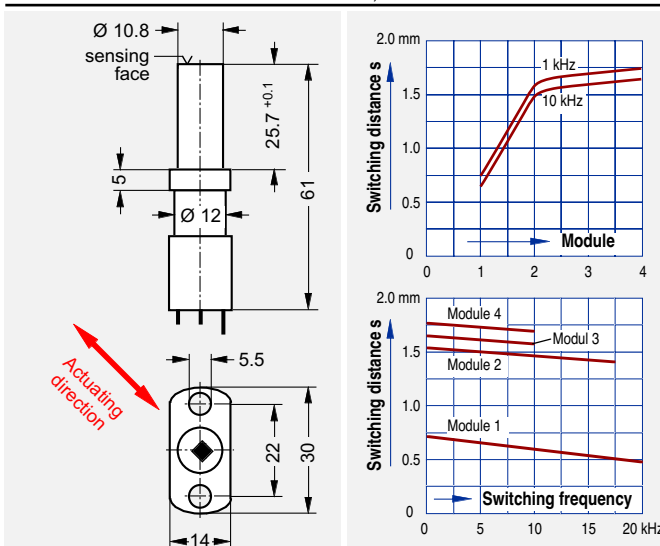 Ø 10.8
sensing
face
25.7 +0.1
5
61
Ø 12
Actuating
direction
5.5
22
30
14
2.0 mm
1.5
1.0
0.5
0
Switching distance s
1 kHz
10 kHz
Module
0 1 2 3 4
2.0 mm
1.5
1.0
0.5
Switching distance s
Module 4
Modul 3
Module 2
Module 1
Switching frequency
0 5 10 15 20 kHz